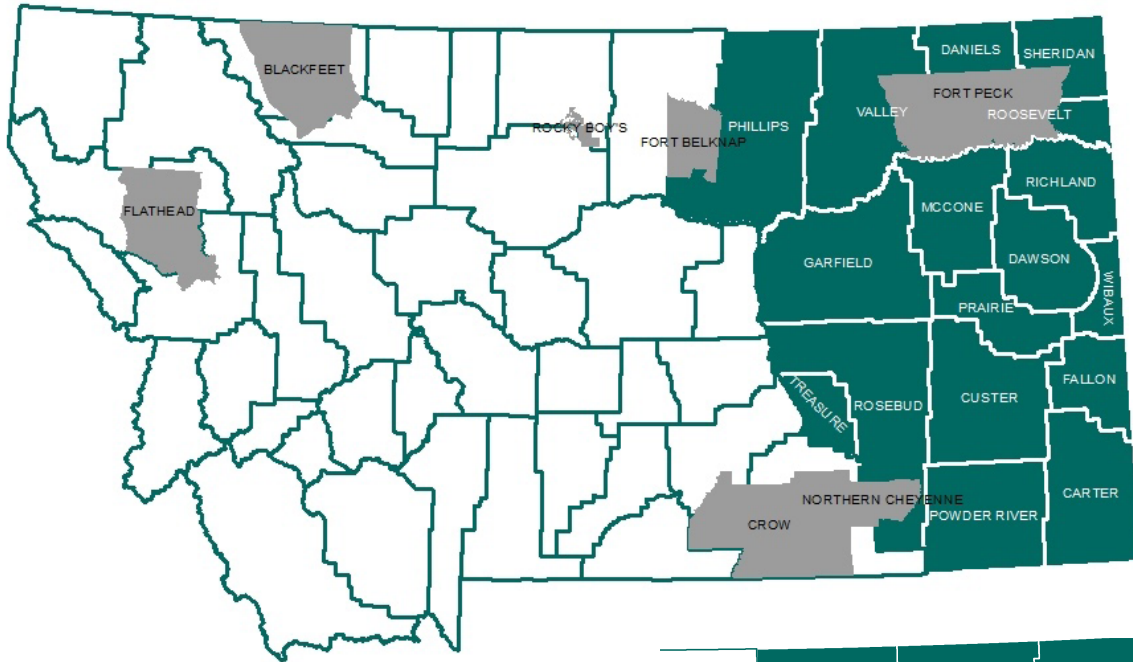 DANIELS
SHERIDAN
BLACKFEET
FORT PECK
VALLEY
ROOSEVELT
ROCKY BOY'S
PHILLIPS
FORT BELKNAP
RICHLAND
MCCONE
FLATHEAD
DAWSON
GARFIELD
WIBAUX
PRAIRIE
FALLON
CUSTER
TREASURE
ROSEBUD
CARTER
NORTHERN CHEYENNE
POWDER RIVER
CROW